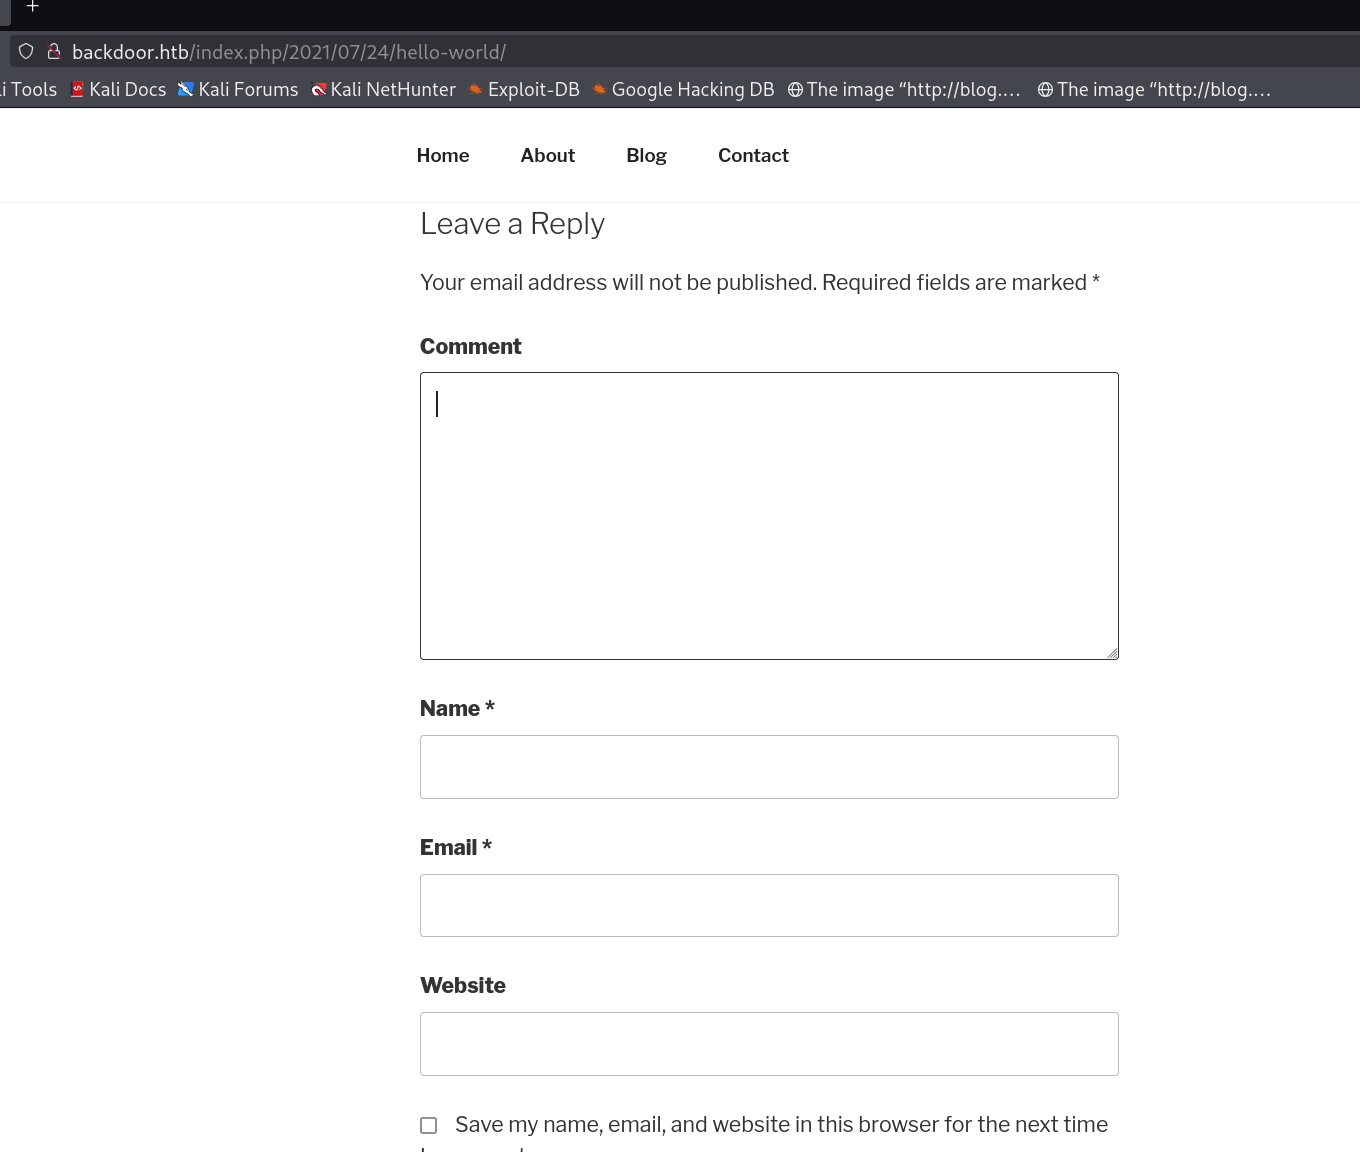 +
backdoor.htb/index.php/2021/07/24/hello-world/
i Tools Kali Docs Kali Forums Kali NetHunter Exploit-DB Google Hacking DB The image “http://blog.… The image “http://blog.…
Home About Blog Contact
Leave a Reply
Your email address will not be published. Required fields are marked *
Comment
Name *
Email *
Website
Save my name, email, and website in this browser for the next time